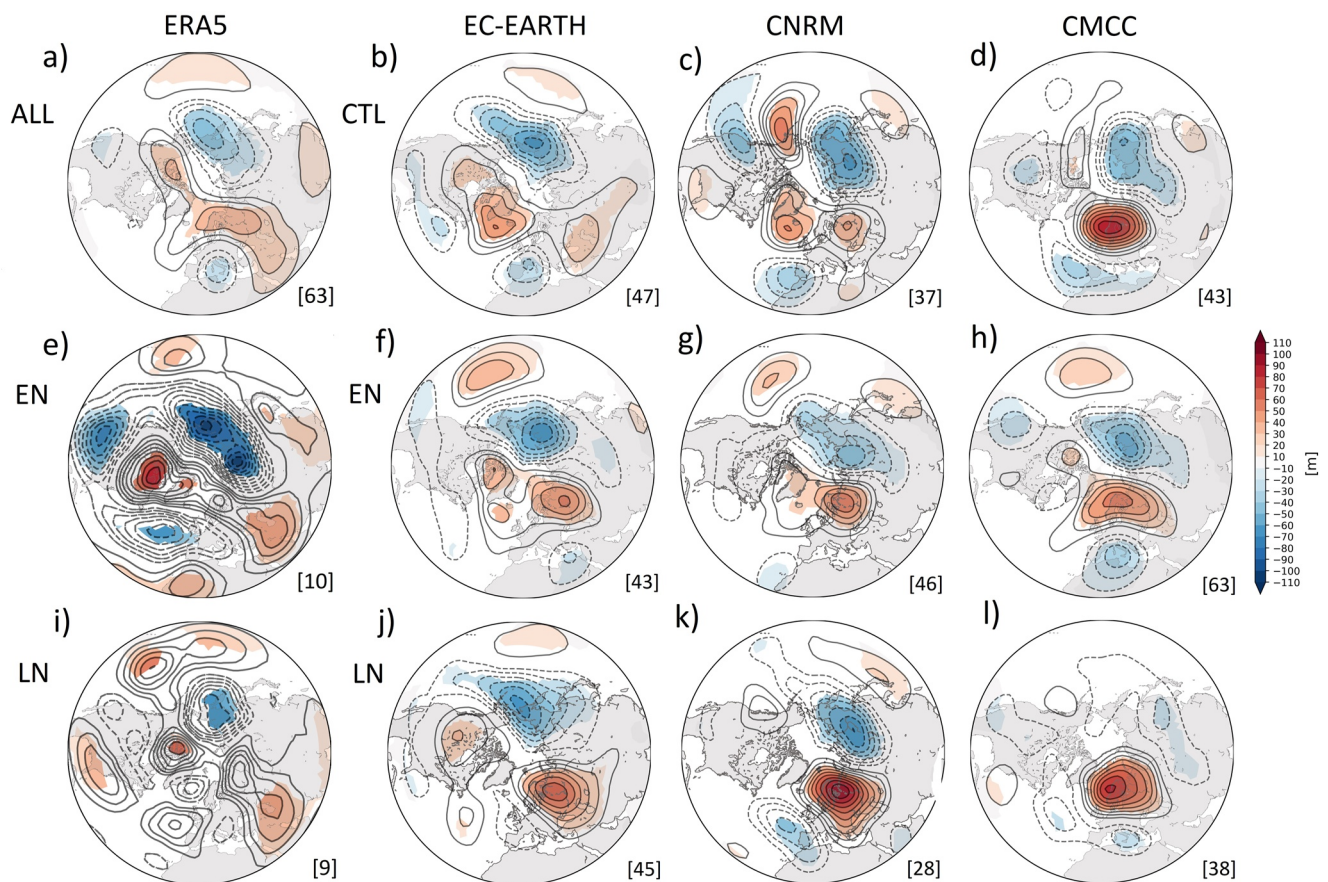 ERA5 EC-EARTH CNRM CMCC
a) b) c) d)
ALL CTL
[63] [47] [37] [43]
e) f) g) h)
EN EN
[10] [43] [46] [63]
110
100
90
80
70
60
50
40
30
20
10
−10
−20
−30
−40
−50
−60
−70
−80
−90
−100
−110
[m]
i) j) k) l)
LN LN
[9] [45] [28] [38]